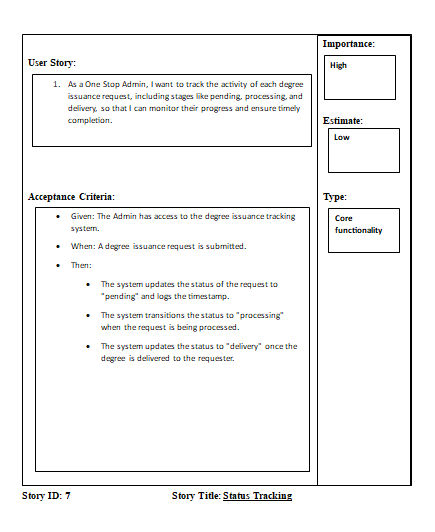 User Story:
1. As a One Stop Admin, I want to track the activity of each degree
issuance request, including stages like pending, processing, and
delivery, so that I can monitor their progress and ensure timely
completion.
Importance:
High
Estimate:
Low
Acceptance Criteria:
• Given: The Admin has access to the degree issuance tracking
system.
• When: A degree issuance request is submitted.
• Then:
• The system updates the status of the request to
"pending" and logs the timestamp.
• The system transitions the status to "processing"
when the request is being processed.
• The system updates the status to "delivery" once the
degree is delivered to the requester.
Type:
Core
functionality
Story ID: 7
Story Title: Status Tracking